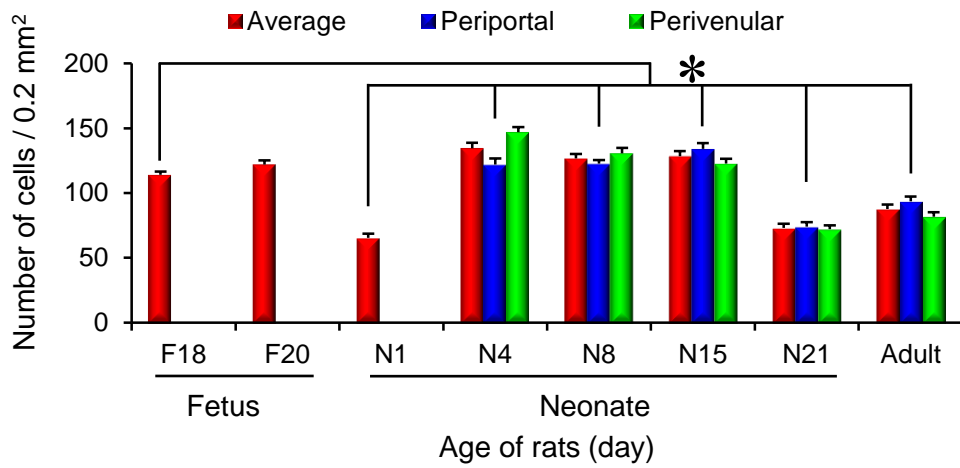 Average Periportal Perivenular
Number of cells / 0.2 mm²
200
150
100
50
0
*
F18 F20 N1 N4 N8 N15 N21 Adult
Fetus Neonate
Age of rats (day)